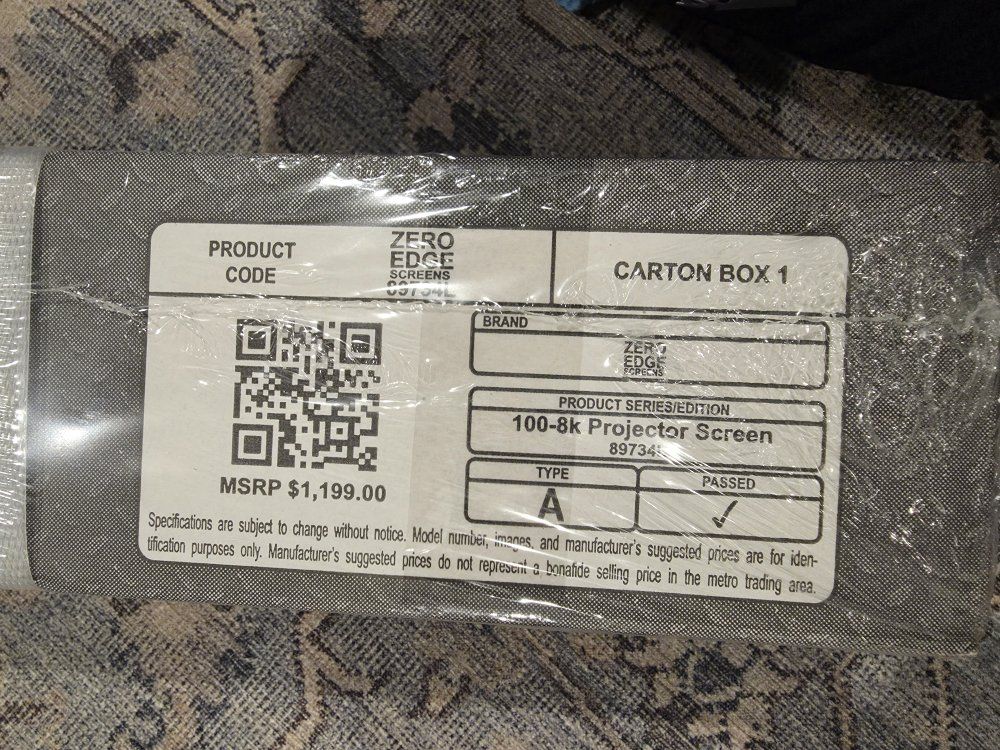 PRODUCT
CODE
ZERO
EDGE
SCREENS
89734L
CARTON BOX 1
BRAND
ZERO
EDGE
SCREENS
PRODUCT SERIES/EDITION
100-8k Projector Screen
89734L
TYPE
A
PASSED
✓
MSRP $1,199.00
Specifications are subject to change without notice. Model number, images, and manufacturer's suggested prices are for iden-
tification purposes only. Manufacturer's suggested prices do not represent a bonafide selling price in the metro trading area.